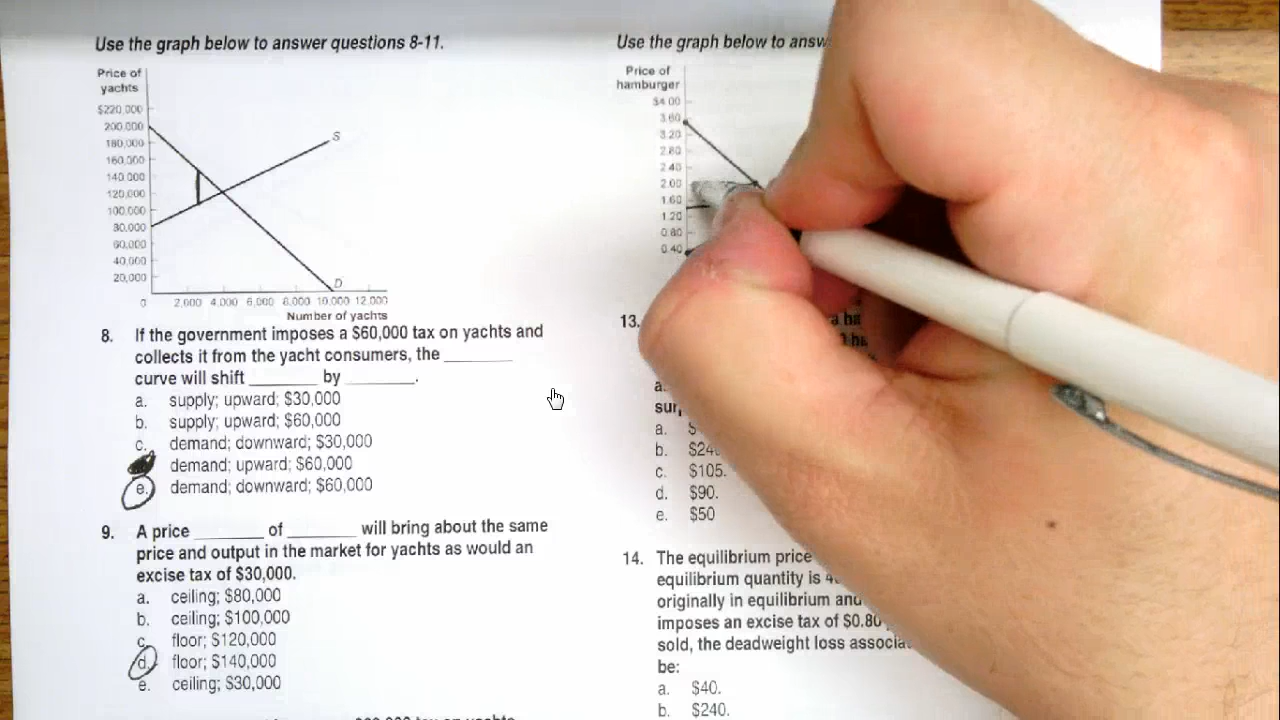 Use the graph below to answer questions 8-11.
Price of
yachts
$220,000
200,000
180,000
160,000
140,000
120,000
100,000
80,000
60,000
40,000
20,000
S
D
0 2,000 4,000 6,000 8,000 10,000 12,000
Number of yachts
8. If the government imposes a $60,000 tax on yachts and
collects it from the yacht consumers, the ________
curve will shift ________ by ________.
a. supply; upward; $30,000
b. supply; upward; $60,000
c. demand; downward; $30,000
demand; upward; $60,000
e. demand; downward; $60,000
9. A price ________ of ________ will bring about the same
price and output in the market for yachts as would an
excise tax of $30,000.
a. ceiling; $80,000
b. ceiling; $100,000
c. floor; $120,000
d. floor; $140,000
e. ceiling; $30,000
Use the graph below to
Price of
hamburger
$4.00
3.60
3.20
2.80
2.40
2.00
1.60
1.20
0.80
0.40
13.
a.
b.
c. $105.
d. $90.
e. $50
14. The equilibrium price
equilibrium quantity is
originally in equilibrium and
imposes an excise tax of $0.80
sold, the deadweight loss
be:
a. $40.
b. $240.